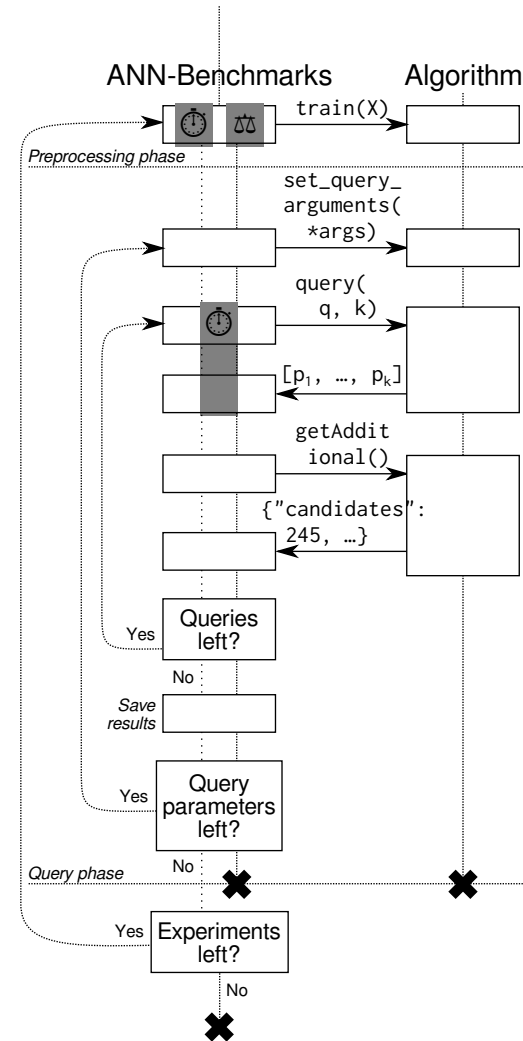 ANN-Benchmarks
Algorithm
train(X)
Preprocessing phase
set_query_
arguments(
*args)
query(
q, k)
[p₁, …, pₖ]
getAddit
ional()
{"candidates":
245, …}
Queries
left?
Yes
No
Save
results
Query
parameters
left?
Yes
No
Query phase
Experiments
left?
Yes
No